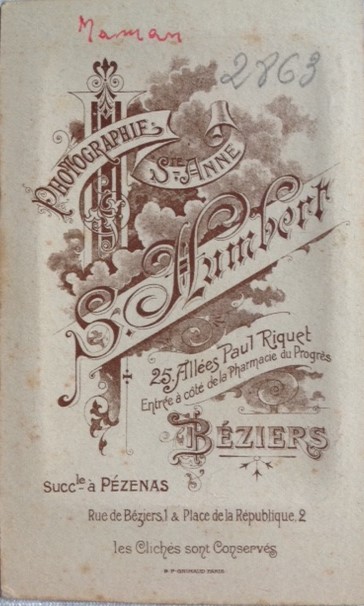 Maman
2863
PHOTOGRAPHIE
STE ANNE
S. Humbert
25, Allées Paul Riquet
Entrée à côté de la Pharmacie du Progrès
BÉZIERS
Succle à PÉZENAS
Rue de Béziers,1 & Place de la République, 2
les Clichés sont Conservés